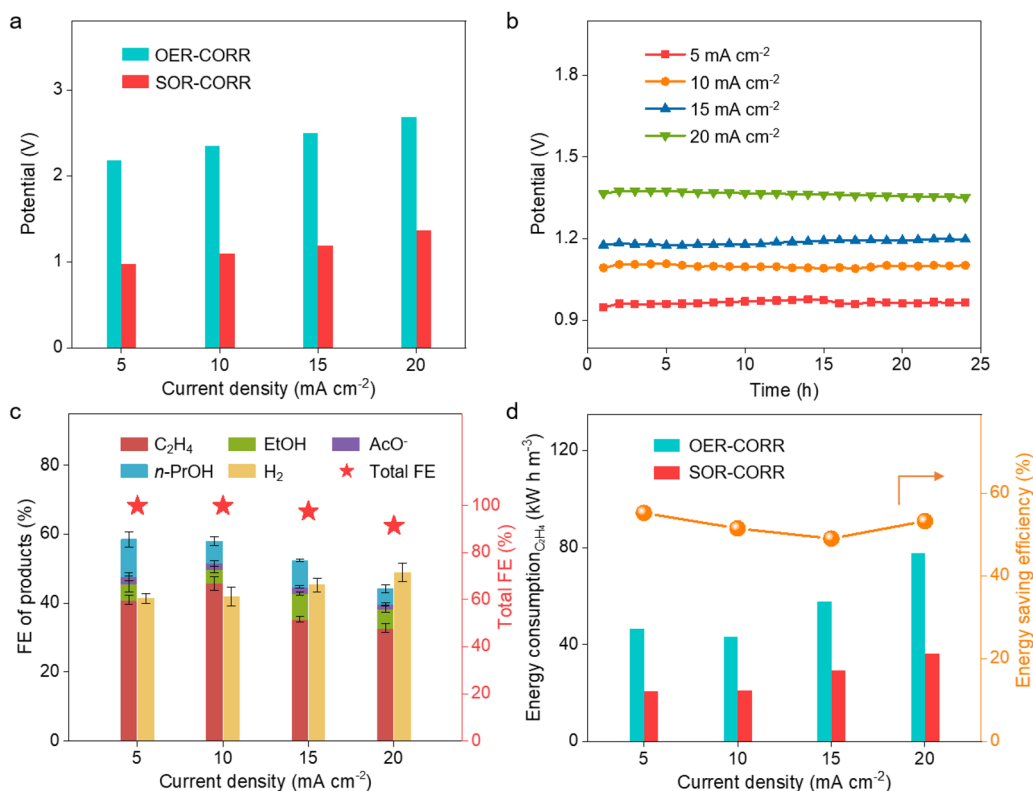 a
OER-CORR
SOR-CORR
Potential (V)
3
2
1
0
5 10 15 20
Current density (mA cm⁻²)
b
5 mA cm⁻²
10 mA cm⁻²
15 mA cm⁻²
20 mA cm⁻²
Potential (V)
1.8
1.5
1.2
0.9
0 5 10 15 20 25
Time (h)
c
C₂H₄ EtOH AcO⁻
n-PrOH H₂ Total FE
FE of products (%)
80
60
40
20
0
Total FE (%)
100
80
60
40
20
0
5 10 15 20
Current density (mA cm⁻²)
d
OER-CORR
SOR-CORR
Energy consumption C₂H₄ (kW h m⁻³)
120
80
40
0
Energy saving efficiency (%)
60
40
20
0
5 10 15 20
Current density (mA cm⁻²)